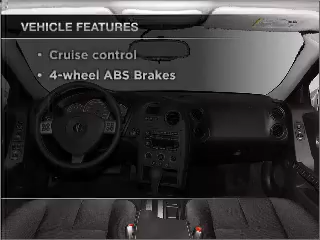 VEHICLE FEATURES
• Cruise control
• 4-wheel ABS Brakes